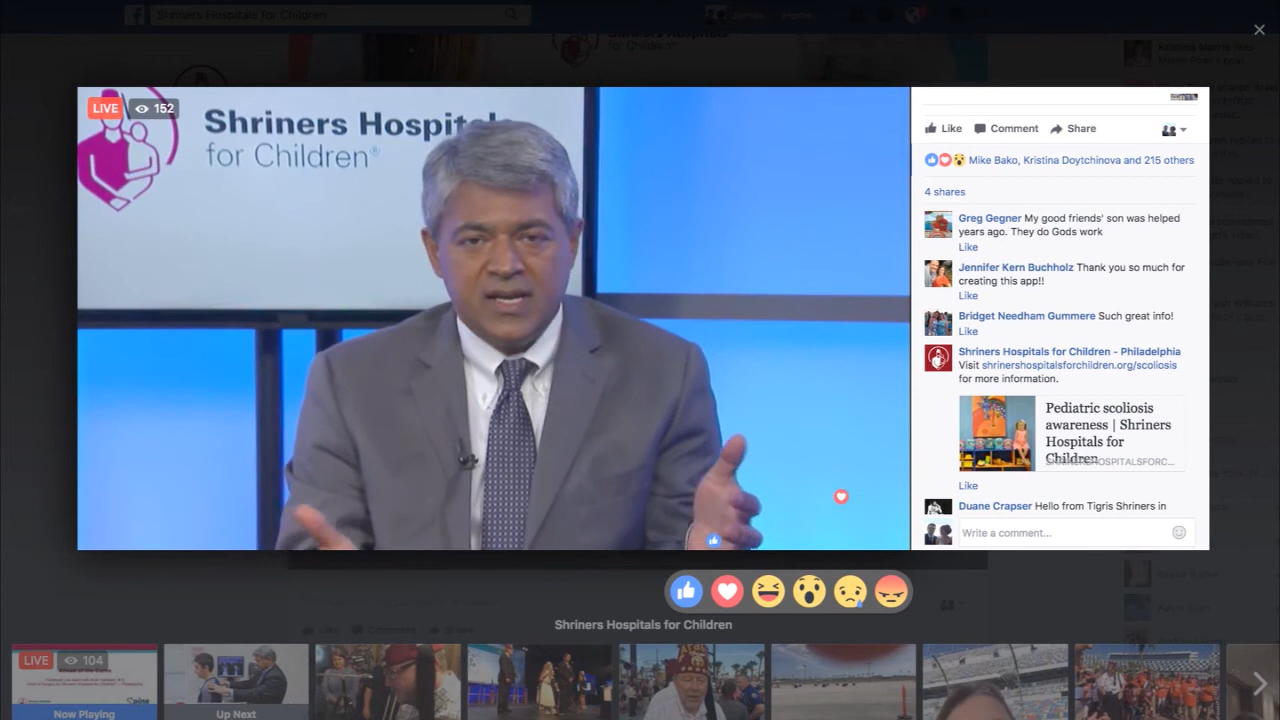 Shriners Hospitals for Children
Home
for Children®
LIVE 152
Shriners Hospitals
for Children®
Like Comment Share
Mike Bako, Kristina Doytchinova and 215 others
4 shares
Greg Gegner My good friends' son was helped
years ago. They do Gods work
Like
Jennifer Kern Buchholz Thank you so much for
creating this app!!
Like
Bridget Needham Gummere Such great info!
Like
Shriners Hospitals for Children - Philadelphia
Visit shrinershospitalsforchildren.org/scoliosis
for more information.
Pediatric scoliosis
awareness | Shriners
Hospitals for
Children
SHRINERSHOSPITALSFORC...
Like
Duane Crapser Hello from Tigris Shriners in
Write a comment...
Shriners Hospitals for Children
LIVE 104
Now Playing
Up Next